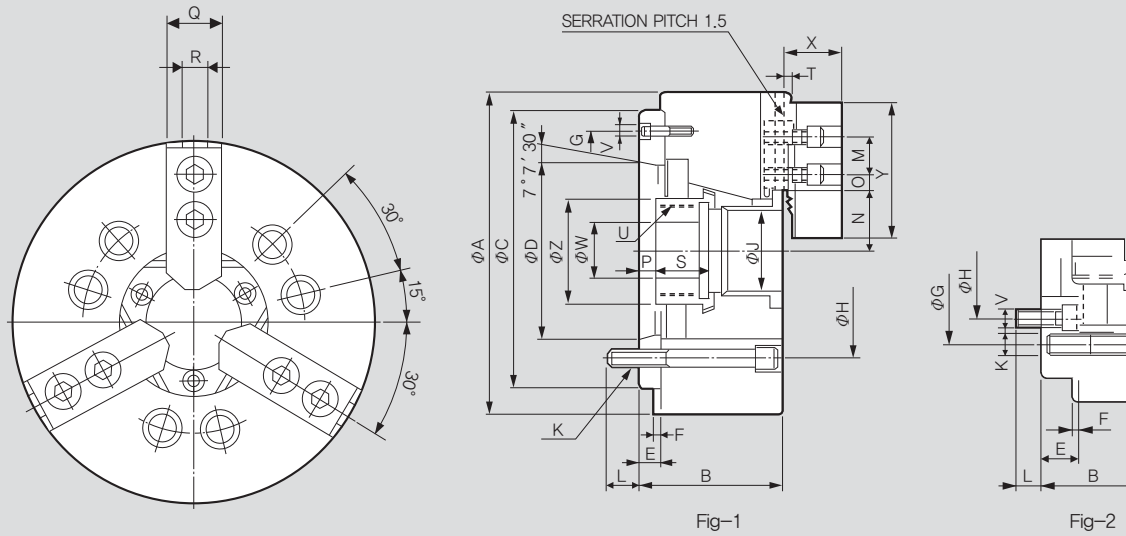 Q
R
30°
15°
30°
SERRATION PITCH 1.5
X
T
G
V
7° 7' 30"
M
O
N
Y
U
P
S
ΦA
ΦC
ΦD
ΦZ
ΦW
ΦJ
ΦH
K
F
E
L
B
Fig-1
ΦG
ΦH
V
K
F
E
L
B
Fig-2